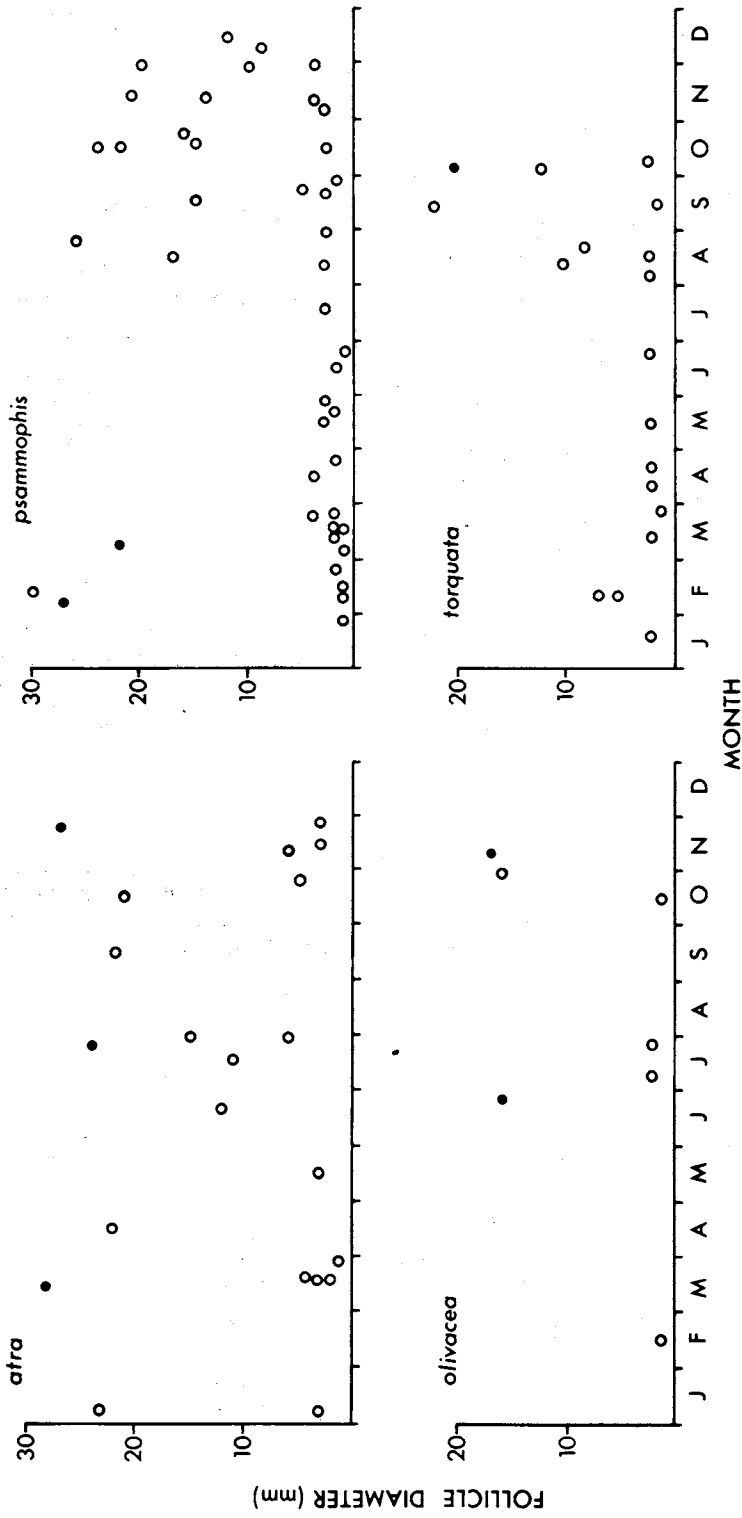 FOLLICLE DIAMETER (mm)
atra
30
20
10
psammophis
30
20
10
olivacea
20
10
J F M A M J J A S O N D
torquata
20
10
J F M A M J J A S O N D
MONTH